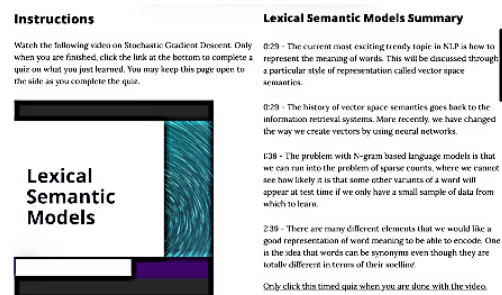 Instructions
Watch the following video on Stochastic Gradient Descent. Only
when you are finished, click the link at the bottom to complete a
quiz on what you just learned. You may keep this page open to
the side as you complete the quiz.
Lexical
Semantic
Models
Lexical Semantic Models Summary
0:29 - The current most exciting trendy topic in NLP is how to
represent the meaning of words. This will be discussed through
a particular style of representation called vector space
semantics.
0:29 - The history of vector space semantics goes back to the
information retrieval systems. More recently, we have changed
the way we create vectors by using neural networks.
1:38 - The problem with N-gram based language models is that
we can run into the problem of sparse counts, where we cannot
see how likely it is that some other variants of a word will
appear at test time if we only have a small sample of data from
which to learn.
2:39 - There are many different elements that we would like a
good representation of word meaning to be able to encode. One
is the idea that words can be synonyms even though they are
totally different in terms of their spelling.
Only click this timed quiz when you are done with the video.